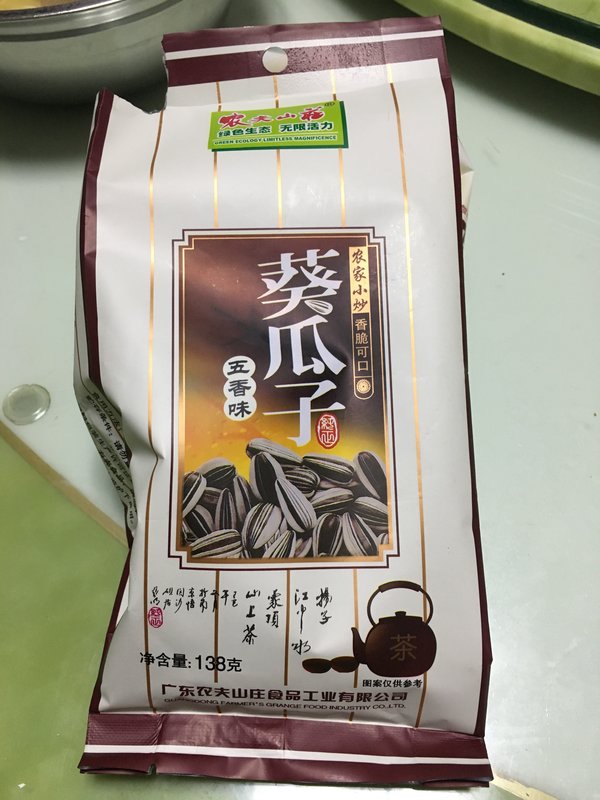 农夫山莊
绿色生态 无限活力
GREEN ECOLOGY, LIMITLESS MAGNIFICENCE
农家小炒
香脆可口
葵瓜子
五香味
揚子
江中水
蒙頂
山上茶
茶
图案仅供参考
净含量:138克
广东农夫山庄食品工业有限公司
GUANGDONG FARMER'S GRANGE FOOD INDUSTRY CO.,LTD.